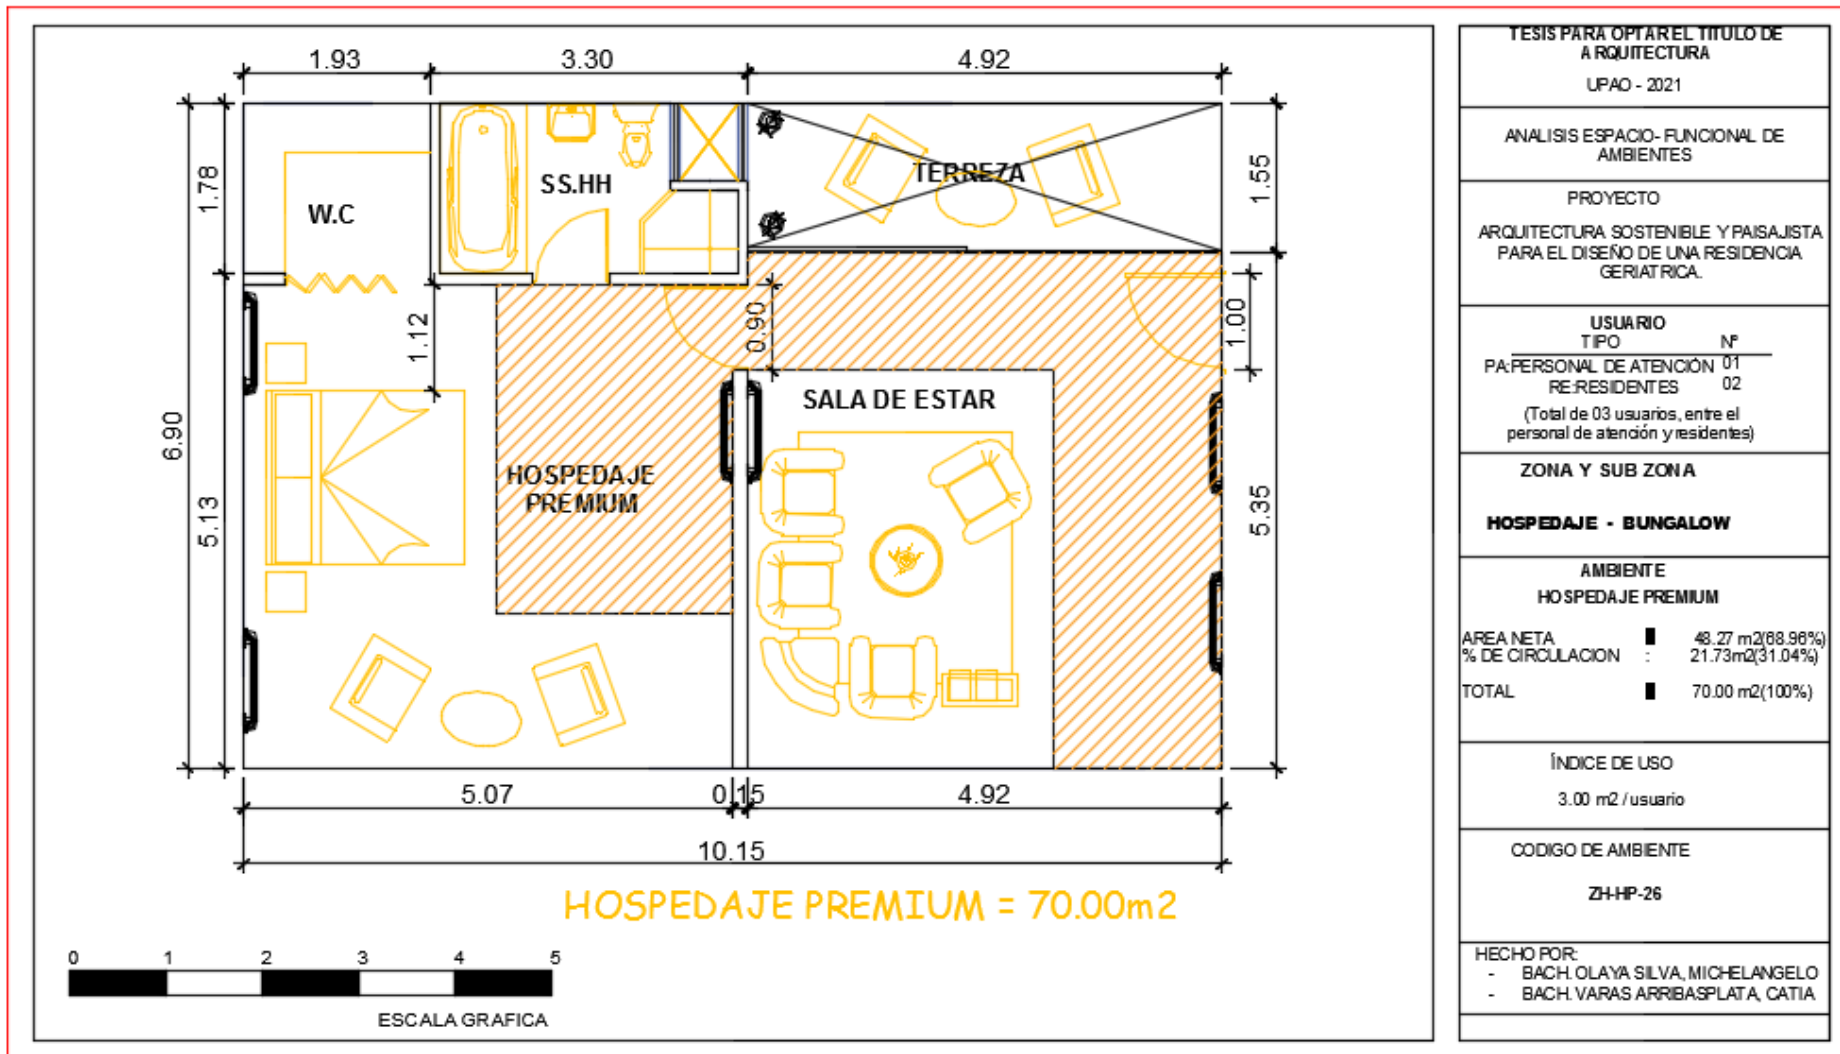 1.93
3.30
4.92
1.78
W.C
SS.HH
TERREZA
1.55
1.12
0.90
1.00
6.90
5.13
SALA DE ESTAR
HOSPEDAJE
PREMIUM
5.35
5.07
0.15
4.92
10.15
HOSPEDAJE PREMIUM = 70.00m2
0 1 2 3 4 5
ESCALA GRAFICA
TESIS PARA OPTAR EL TITULO DE
ARQUITECTURA
UPAO - 2021
ANALISIS ESPACIO- FUNCIONAL DE
AMBIENTES
PROYECTO
ARQUITECTURA SOSTENIBLE Y PAISAJISTA
PARA EL DISEÑO DE UNA RESIDENCIA
GERIATRICA.
USUARIO
TIPO Nº
PA:PERSONAL DE ATENCIÓN 01
RE:RESIDENTES 02
(Total de 03 usuarios, entre el
personal de atención y residentes)
ZONA Y SUB ZONA
HOSPEDAJE - BUNGALOW
AMBIENTE
HOSPEDAJE PREMIUM
AREA NETA 48.27 m2(68.96%)
% DE CIRCULACION : 21.73m2(31.04%)
TOTAL 70.00 m2(100%)
ÍNDICE DE USO
3.00 m2 / usuario
CODIGO DE AMBIENTE
ZH-HP-26
HECHO POR:
- BACH. OLAYA SILVA, MICHELANGELO
- BACH. VARAS ARRIBASPLATA, CATIA